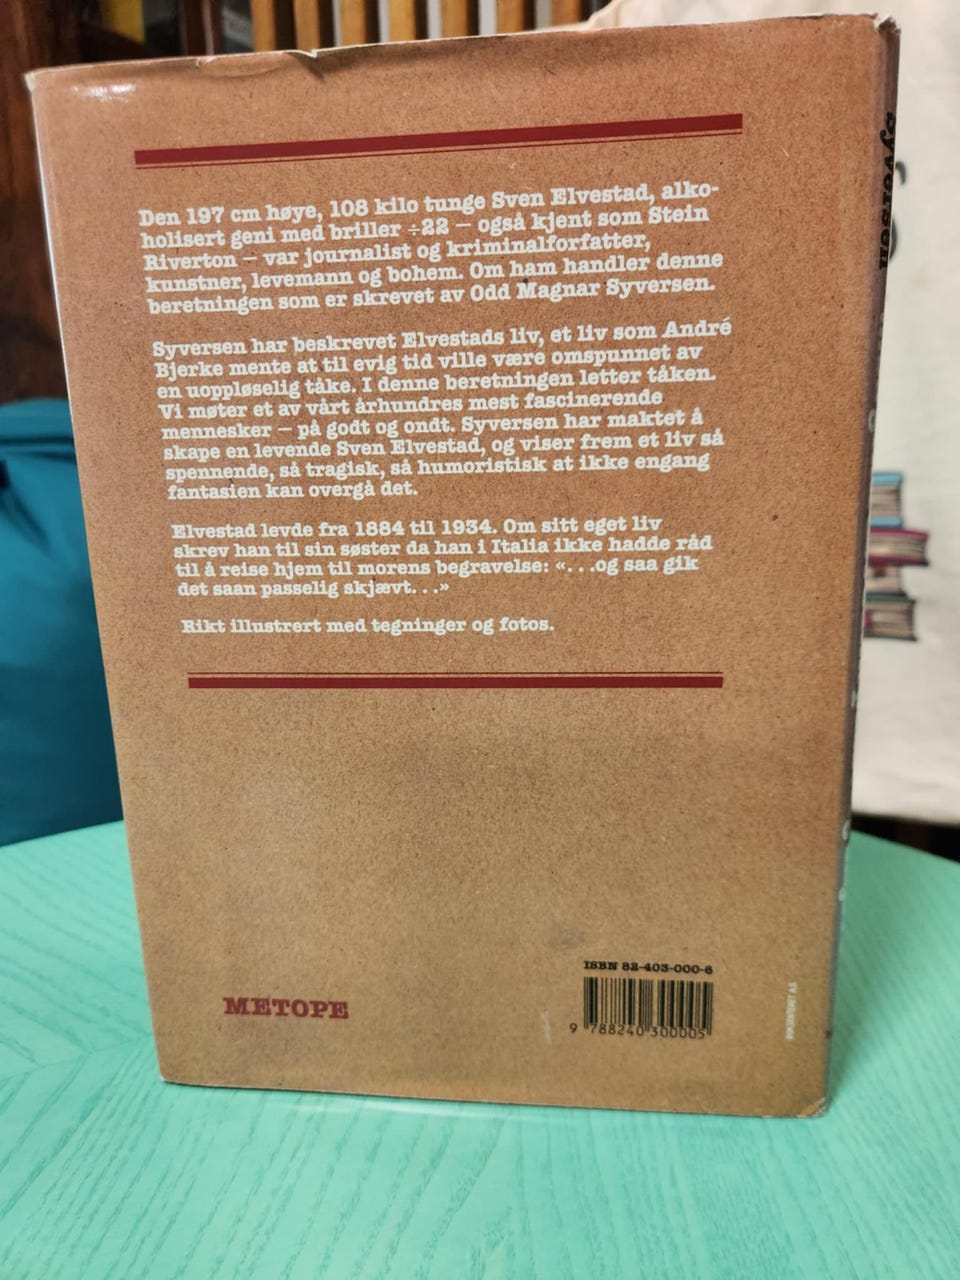 Den 197 cm høye, 108 kilo tunge Sven Elvestad, alko-
holisert geni med briller ÷22 — også kjent som Stein
Riverton — var journalist og kriminalforfatter,
kunstner, levemann og bohem. Om ham handler denne
beretningen som er skrevet av Odd Magnar Syversen.
Syversen har beskrevet Elvestads liv, et liv som André
Bjerke mente at til evig tid ville være omspunnet av
en uoppløselig tåke. I denne beretningen letter tåken.
Vi møter et av vårt århundres mest fascinerende
mennesker — på godt og ondt. Syversen har maktet å
skape en levende Sven Elvestad, og viser frem et liv så
spennende, så tragisk, så humoristisk at ikke engang
fantasien kan overgå det.
Elvestad levde fra 1884 til 1934. Om sitt eget liv
skrev han til sin søster da han i Italia ikke hadde råd
til å reise hjem til morens begravelse: «. . .og saa gik
det saan passelig skjævt. . .»
Rikt illustrert med tegninger og fotos.
METOPE
ISBN 82-403-000-6
9 788240 300005
Syversen